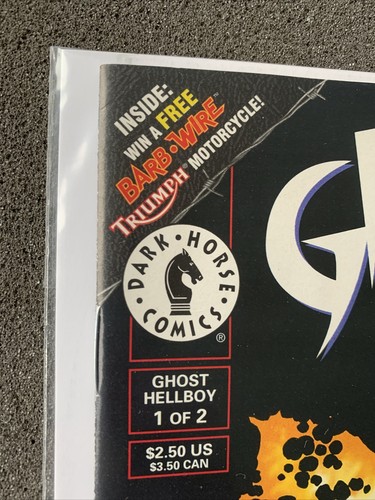 INSIDE:
WIN A FREE
BARB•WIRE™
TRIUMPH® MOTORCYCLE!
DARK•HORSE
COMICS
®
GHOST
HELLBOY
1 OF 2
$2.50 US
$3.50 CAN
G